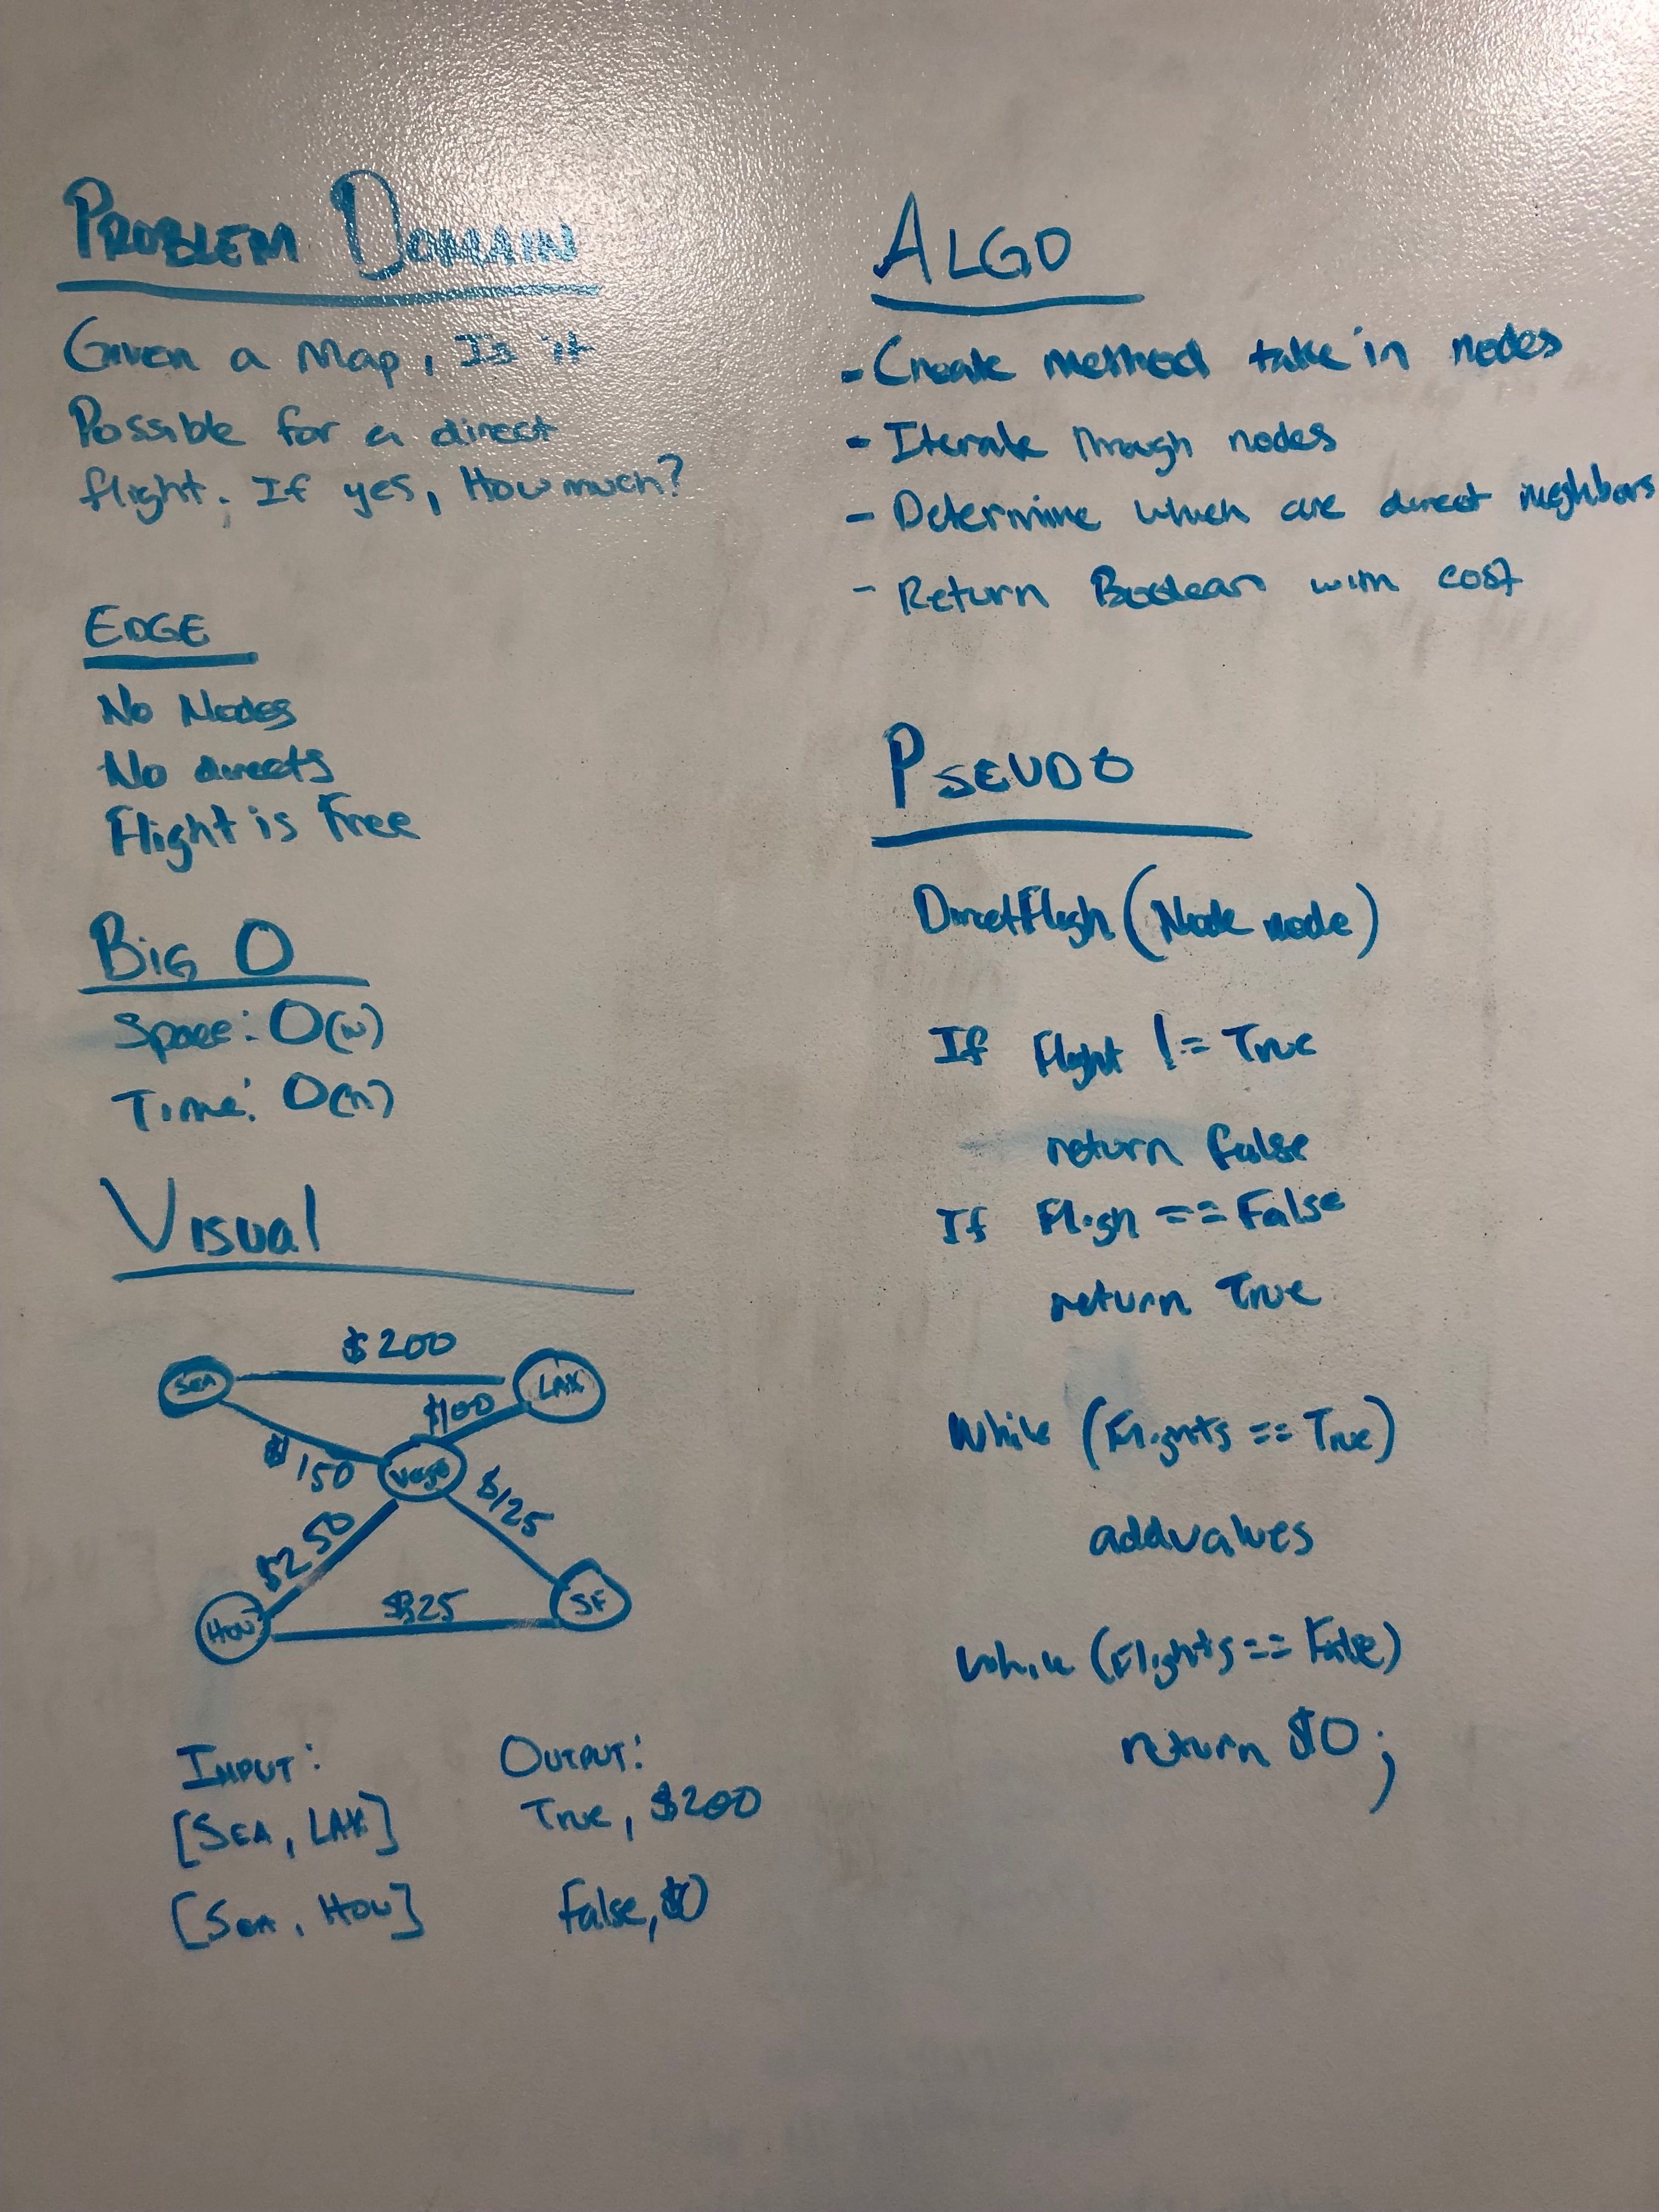 PROBLEM DOMAIN
Given a Map, Is it
Possible for a direct
flight. If yes, How much?
EDGE
No Nodes
No directs
Flight is Free
Big O
Space: O(n)
Time: O(n)
Visual
$200
SEA
LAX
$100
$150
Vegas
$125
$250
SF
HOU
INPUT:
OUTPUT:
[SEA, LAX]
True, $200
[Sea, HOU]
False, $0
ALGO
- Create method take in nodes
- Iterate through nodes
- Determine which are direct neighbors
- Return Boolean with cost
PSEUDO
DirectFligh (Node node)
If Flight != True
return false
If Fligh == False
return True
While (Flights == True)
addvalues
While (Flights == False)
return $0;